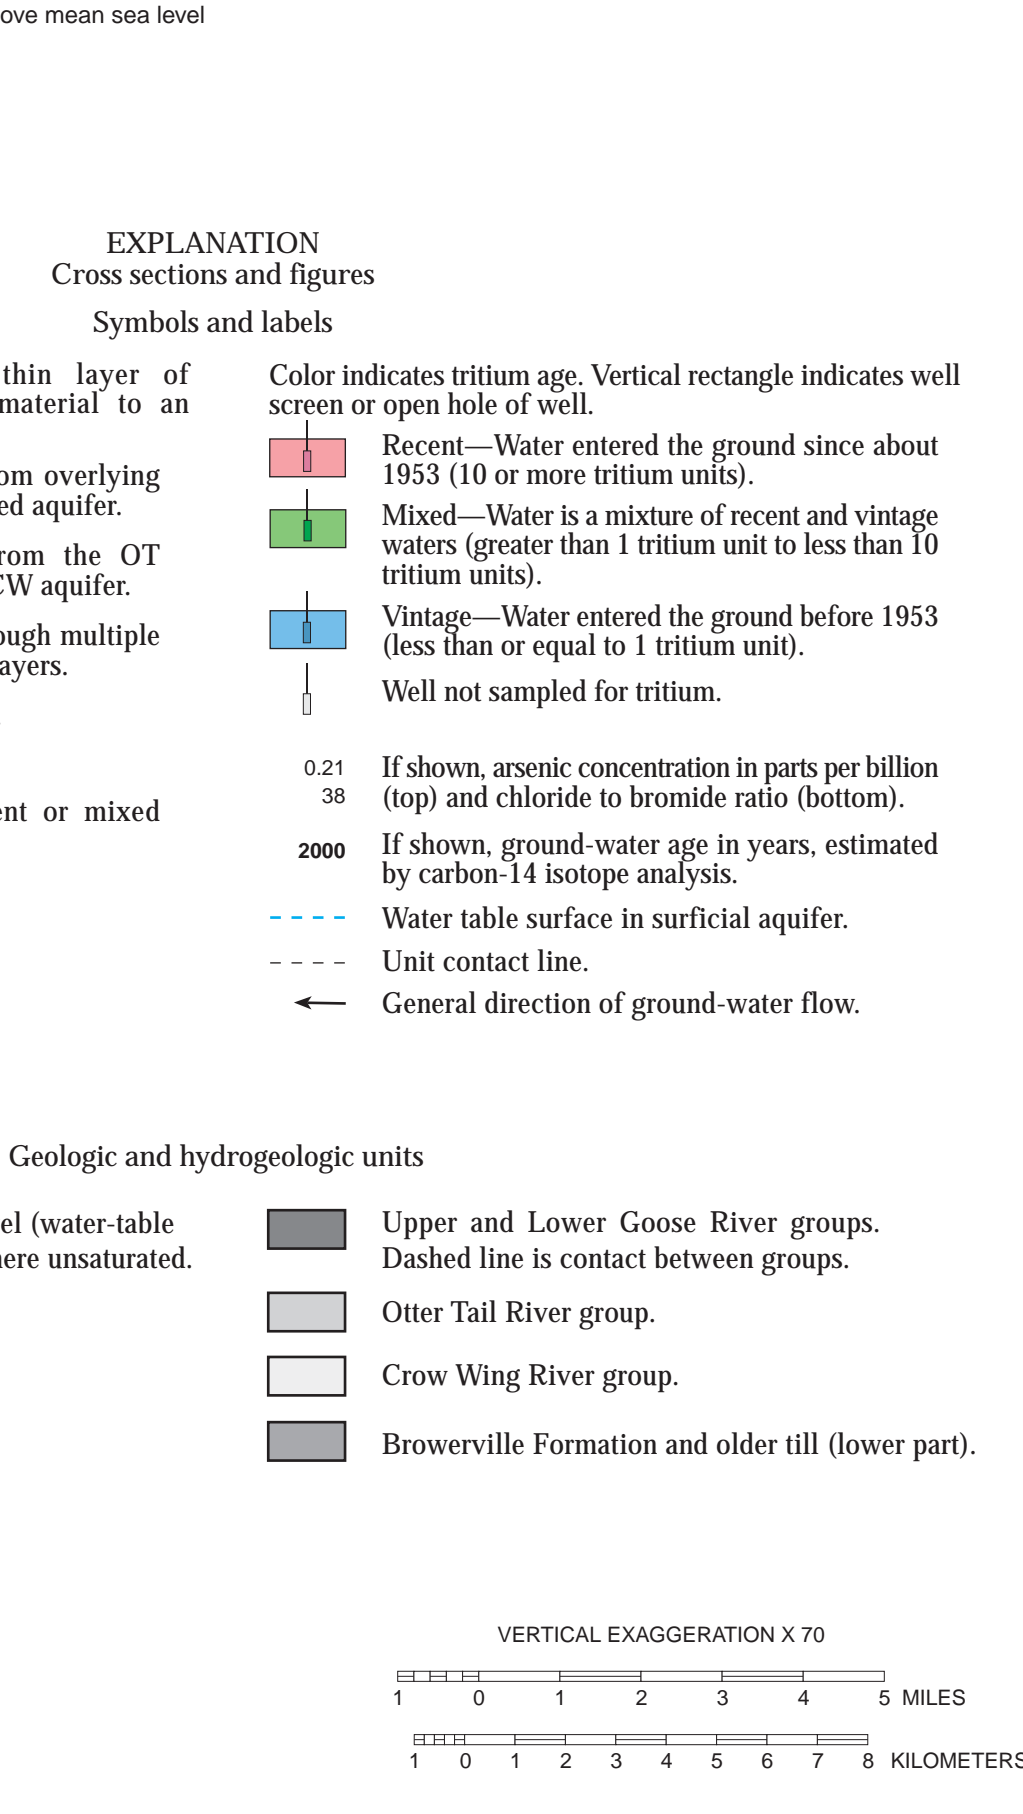 ove mean sea level
EXPLANATION
Cross sections and figures
Symbols and labels
thin layer of
material to an
om overlying
ed aquifer.
rom the OT
CW aquifer.
ough multiple
ayers.
.
ent or mixed
Color indicates tritium age. Vertical rectangle indicates well
screen or open hole of well.
Recent—Water entered the ground since about
1953 (10 or more tritium units).
Mixed—Water is a mixture of recent and vintage
waters (greater than 1 tritium unit to less than 10
tritium units).
Vintage—Water entered the ground before 1953
(less than or equal to 1 tritium unit).
Well not sampled for tritium.
0.21 If shown, arsenic concentration in parts per billion
38 (top) and chloride to bromide ratio (bottom).
2000 If shown, ground-water age in years, estimated
by carbon-14 isotope analysis.
Water table surface in surficial aquifer.
Unit contact line.
General direction of ground-water flow.
Geologic and hydrogeologic units
el (water-table
here unsaturated.
Upper and Lower Goose River groups.
Dashed line is contact between groups.
Otter Tail River group.
Crow Wing River group.
Browerville Formation and older till (lower part).
VERTICAL EXAGGERATION X 70
1 0 1 2 3 4 5 MILES
1 0 1 2 3 4 5 6 7 8 KILOMETERS